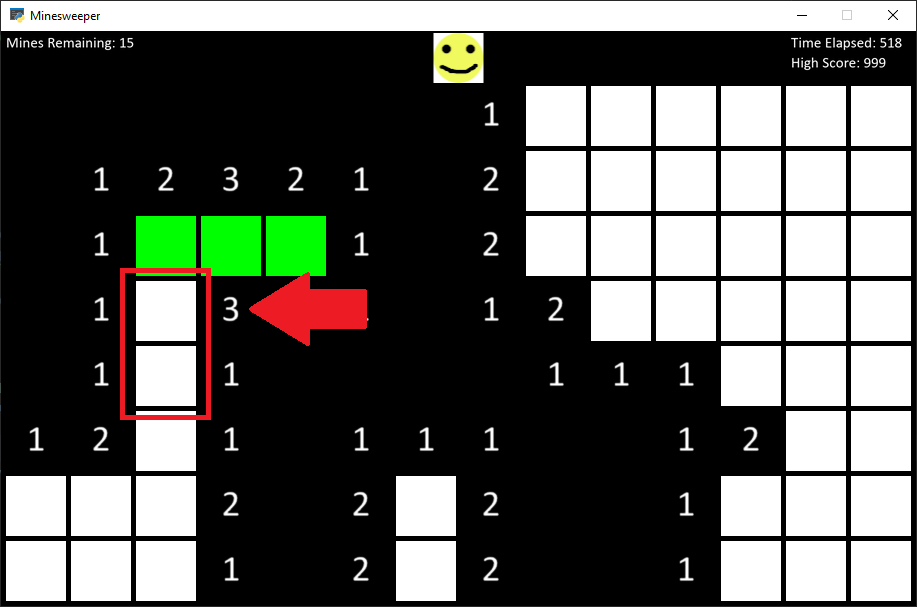 Minesweeper
Mines Remaining: 15
Time Elapsed: 518
High Score: 999
1
1 2 3 2 1 2
1 1 2
1 3 1 2
1 1 1 1 1
1 2 1 1 1 1 1 2
2 2 2 1
1 2 2 1